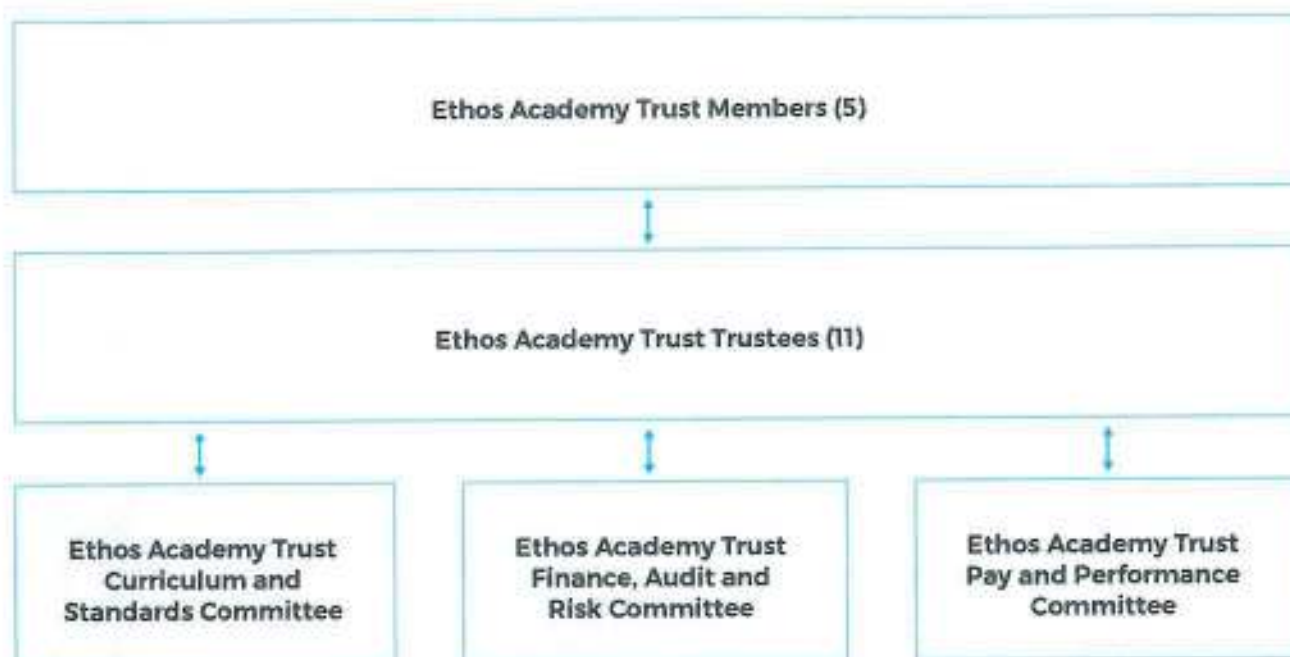 Ethos Academy Trust Members (5)
Ethos Academy Trust Trustees (11)
Ethos Academy Trust
Curriculum and
Standards Committee
Ethos Academy Trust
Finance, Audit and
Risk Committee
Ethos Academy Trust
Pay and Performance
Committee